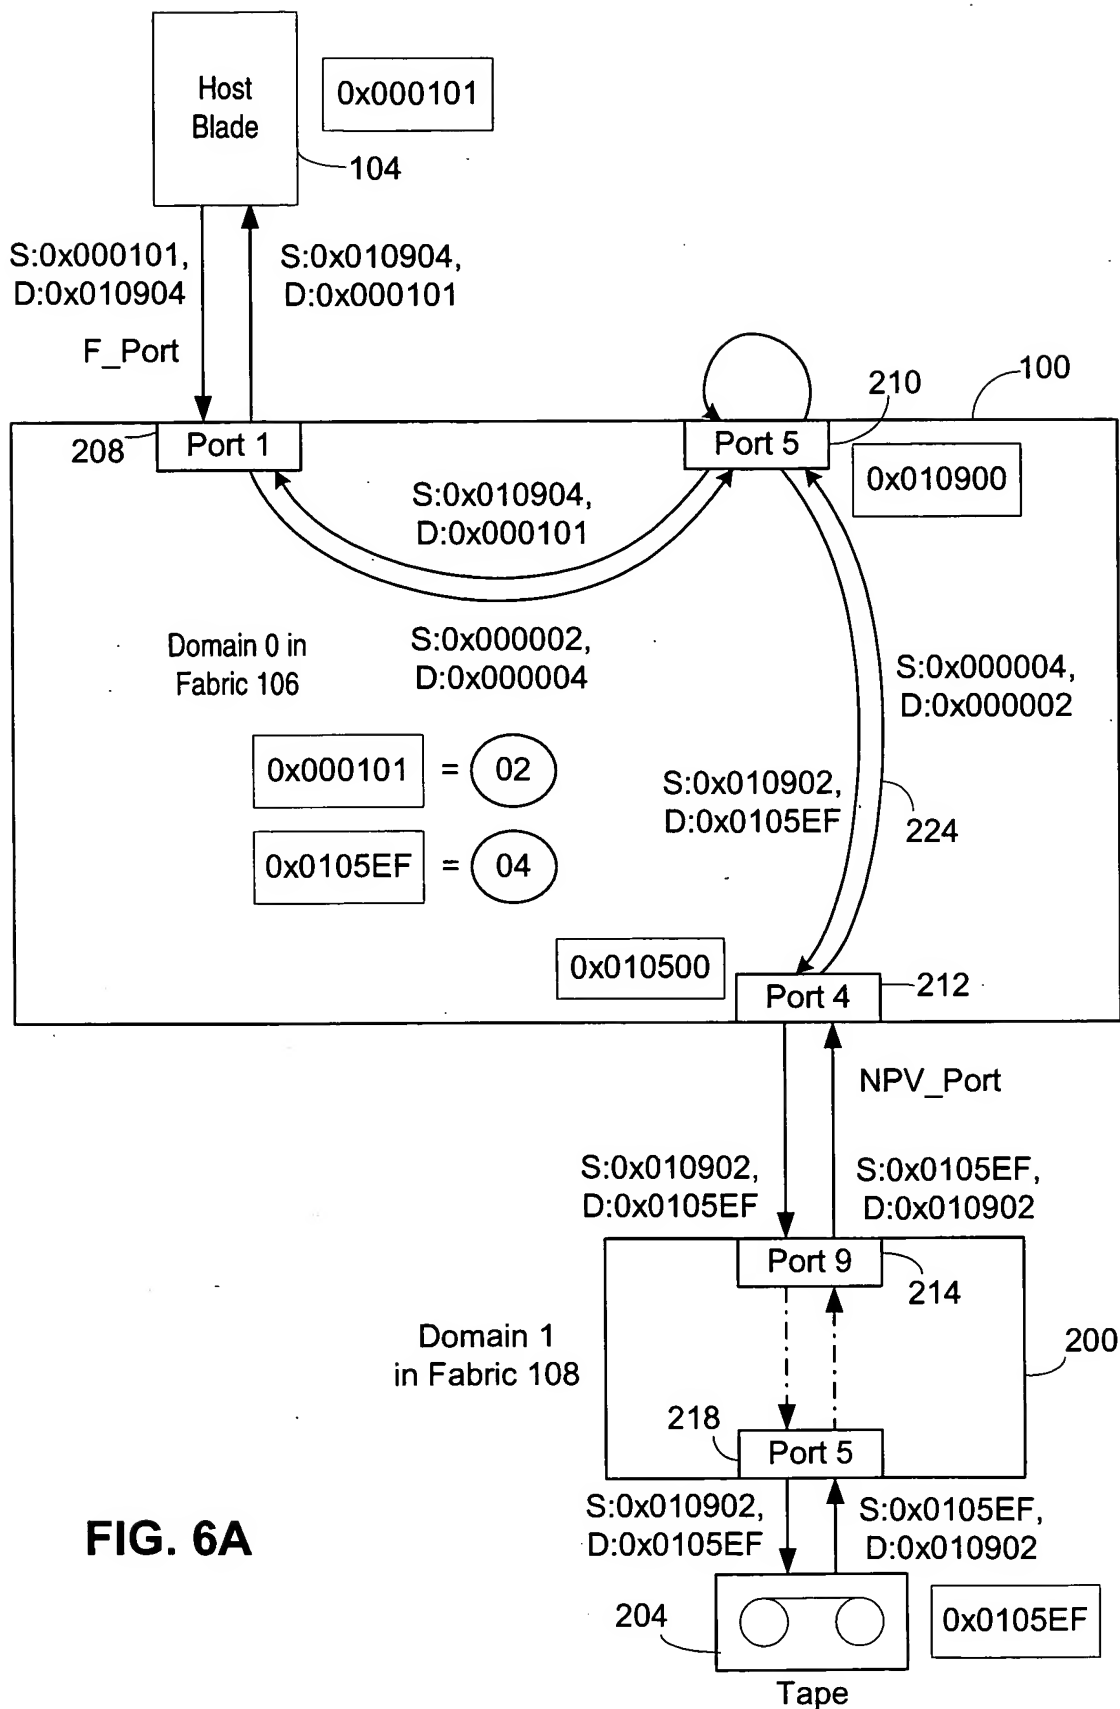 Host
Blade
0x000101
104
S:0x000101,
D:0x010904
S:0x010904,
D:0x000101
F_Port
100
210
208
Port 1
Port 5
0x010900
S:0x010904,
D:0x000101
Domain 0 in
Fabric 106
S:0x000002,
D:0x000004
S:0x000004,
D:0x000002
0x000101 = 02
S:0x010902,
D:0x0105EF
224
0x0105EF = 04
0x010500
Port 4
212
NPV_Port
S:0x010902,
D:0x0105EF
S:0x0105EF,
D:0x010902
Port 9
214
Domain 1
in Fabric 108
200
218
Port 5
S:0x010902,
D:0x0105EF
S:0x0105EF,
D:0x010902
FIG. 6A
204
0x0105EF
Tape